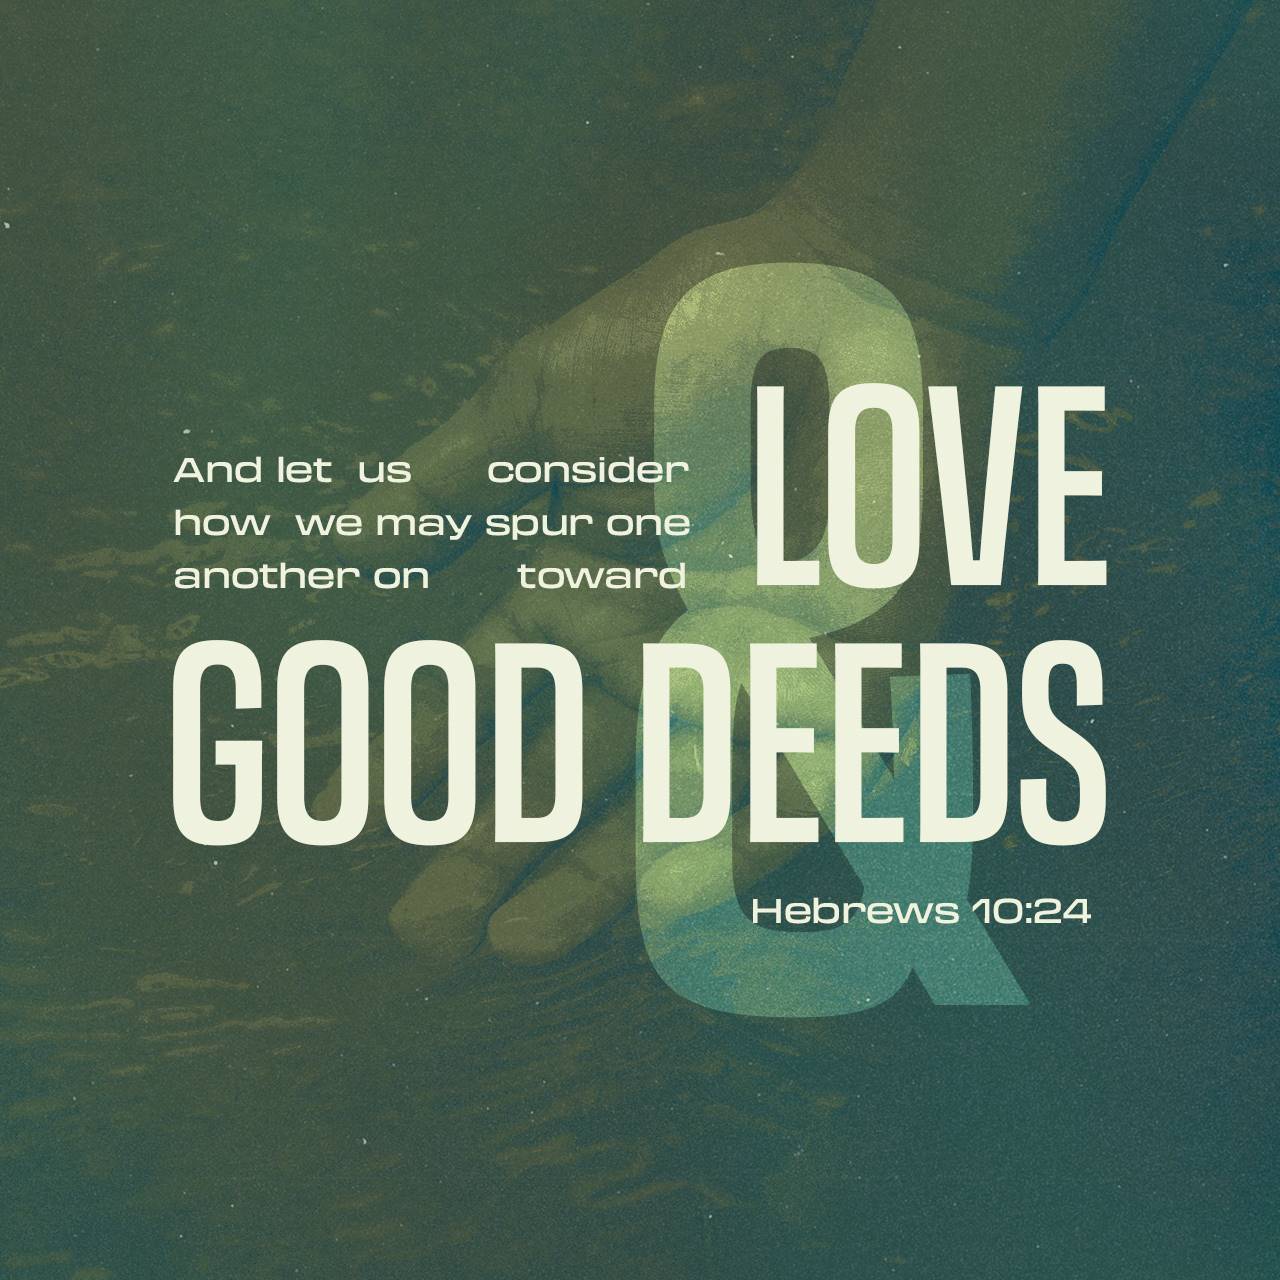 And let us consider
how we may spur one
another on toward
LOVE
&
GOOD DEEDS
Hebrews 10:24